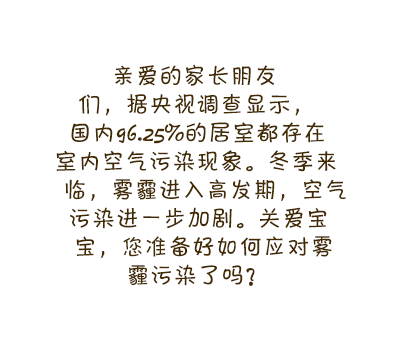 亲爱的家长朋友
们，据央视调查显示，
国内96.25%的居室都存在
室内空气污染现象。冬季来
临，雾霾进入高发期，空气
污染进一步加剧。关爱宝
宝，您准备好如何应对雾
霾污染了吗？